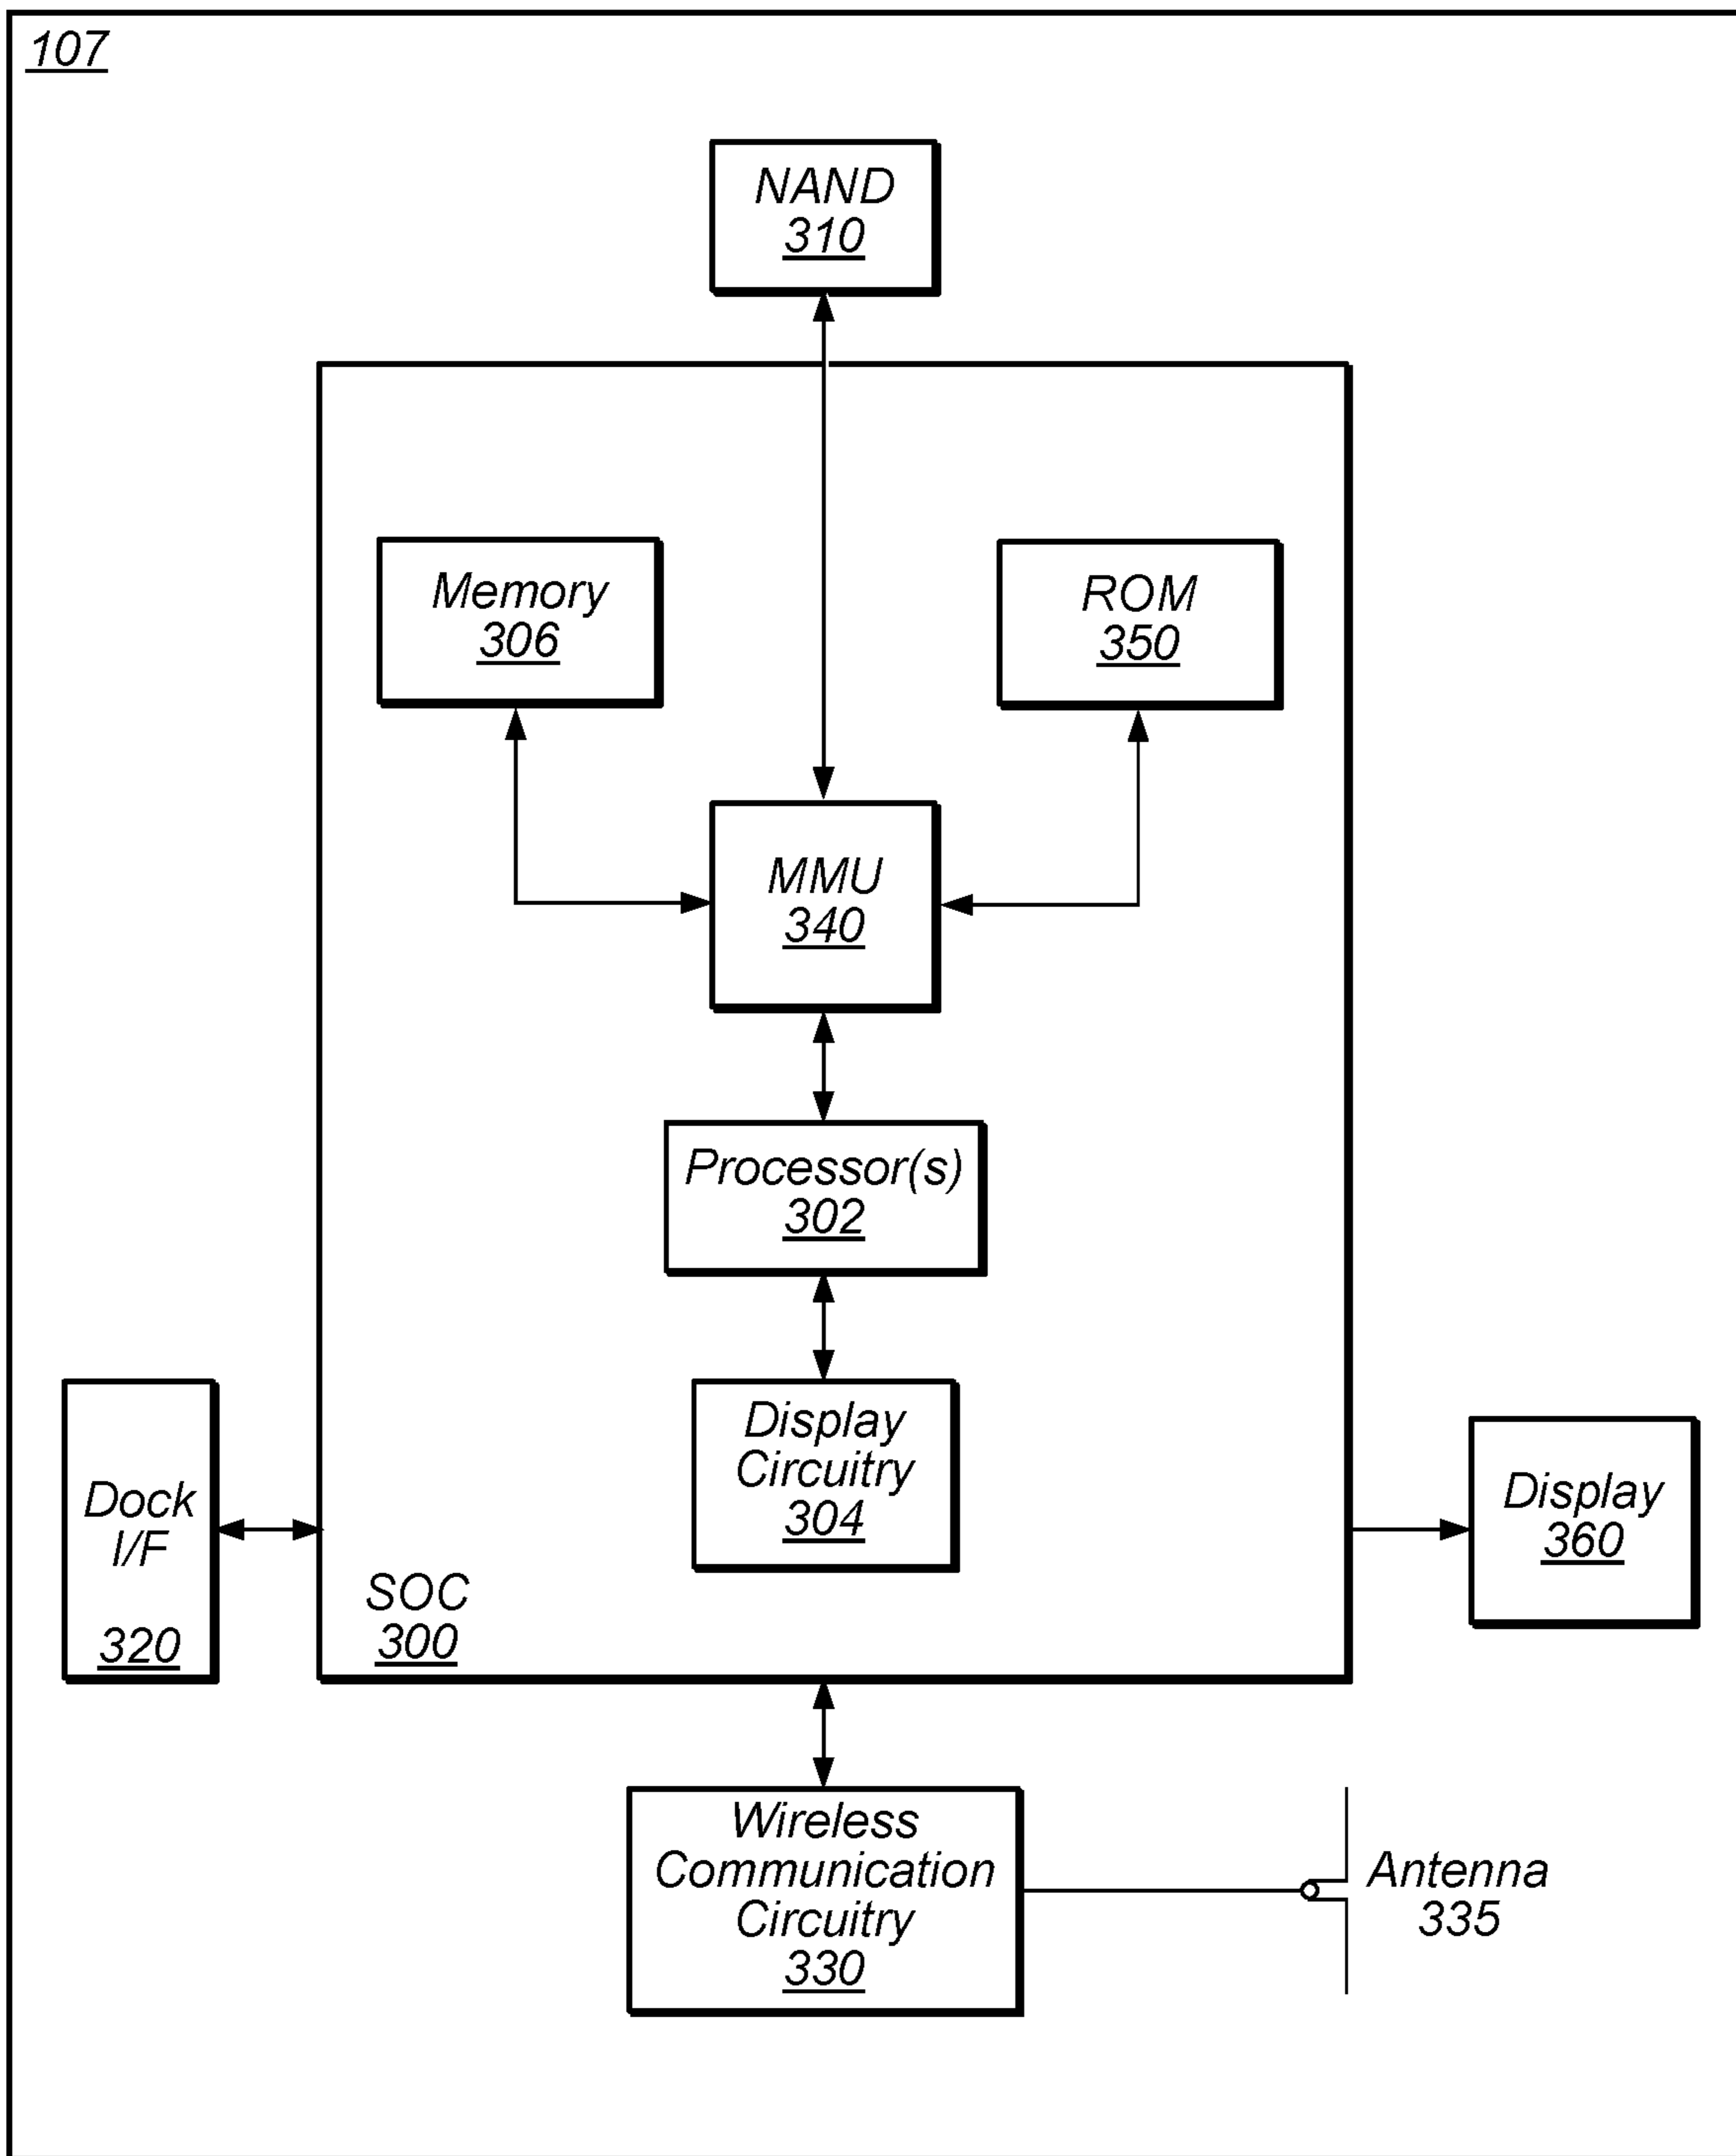 107
NAND
310
Memory
306
ROM
350
MMU
340
Processor(s)
302
Display
Circuitry
304
Dock
I/F
320
SOC
300
Display
360
Wireless
Communication
Circuitry
330
Antenna
335